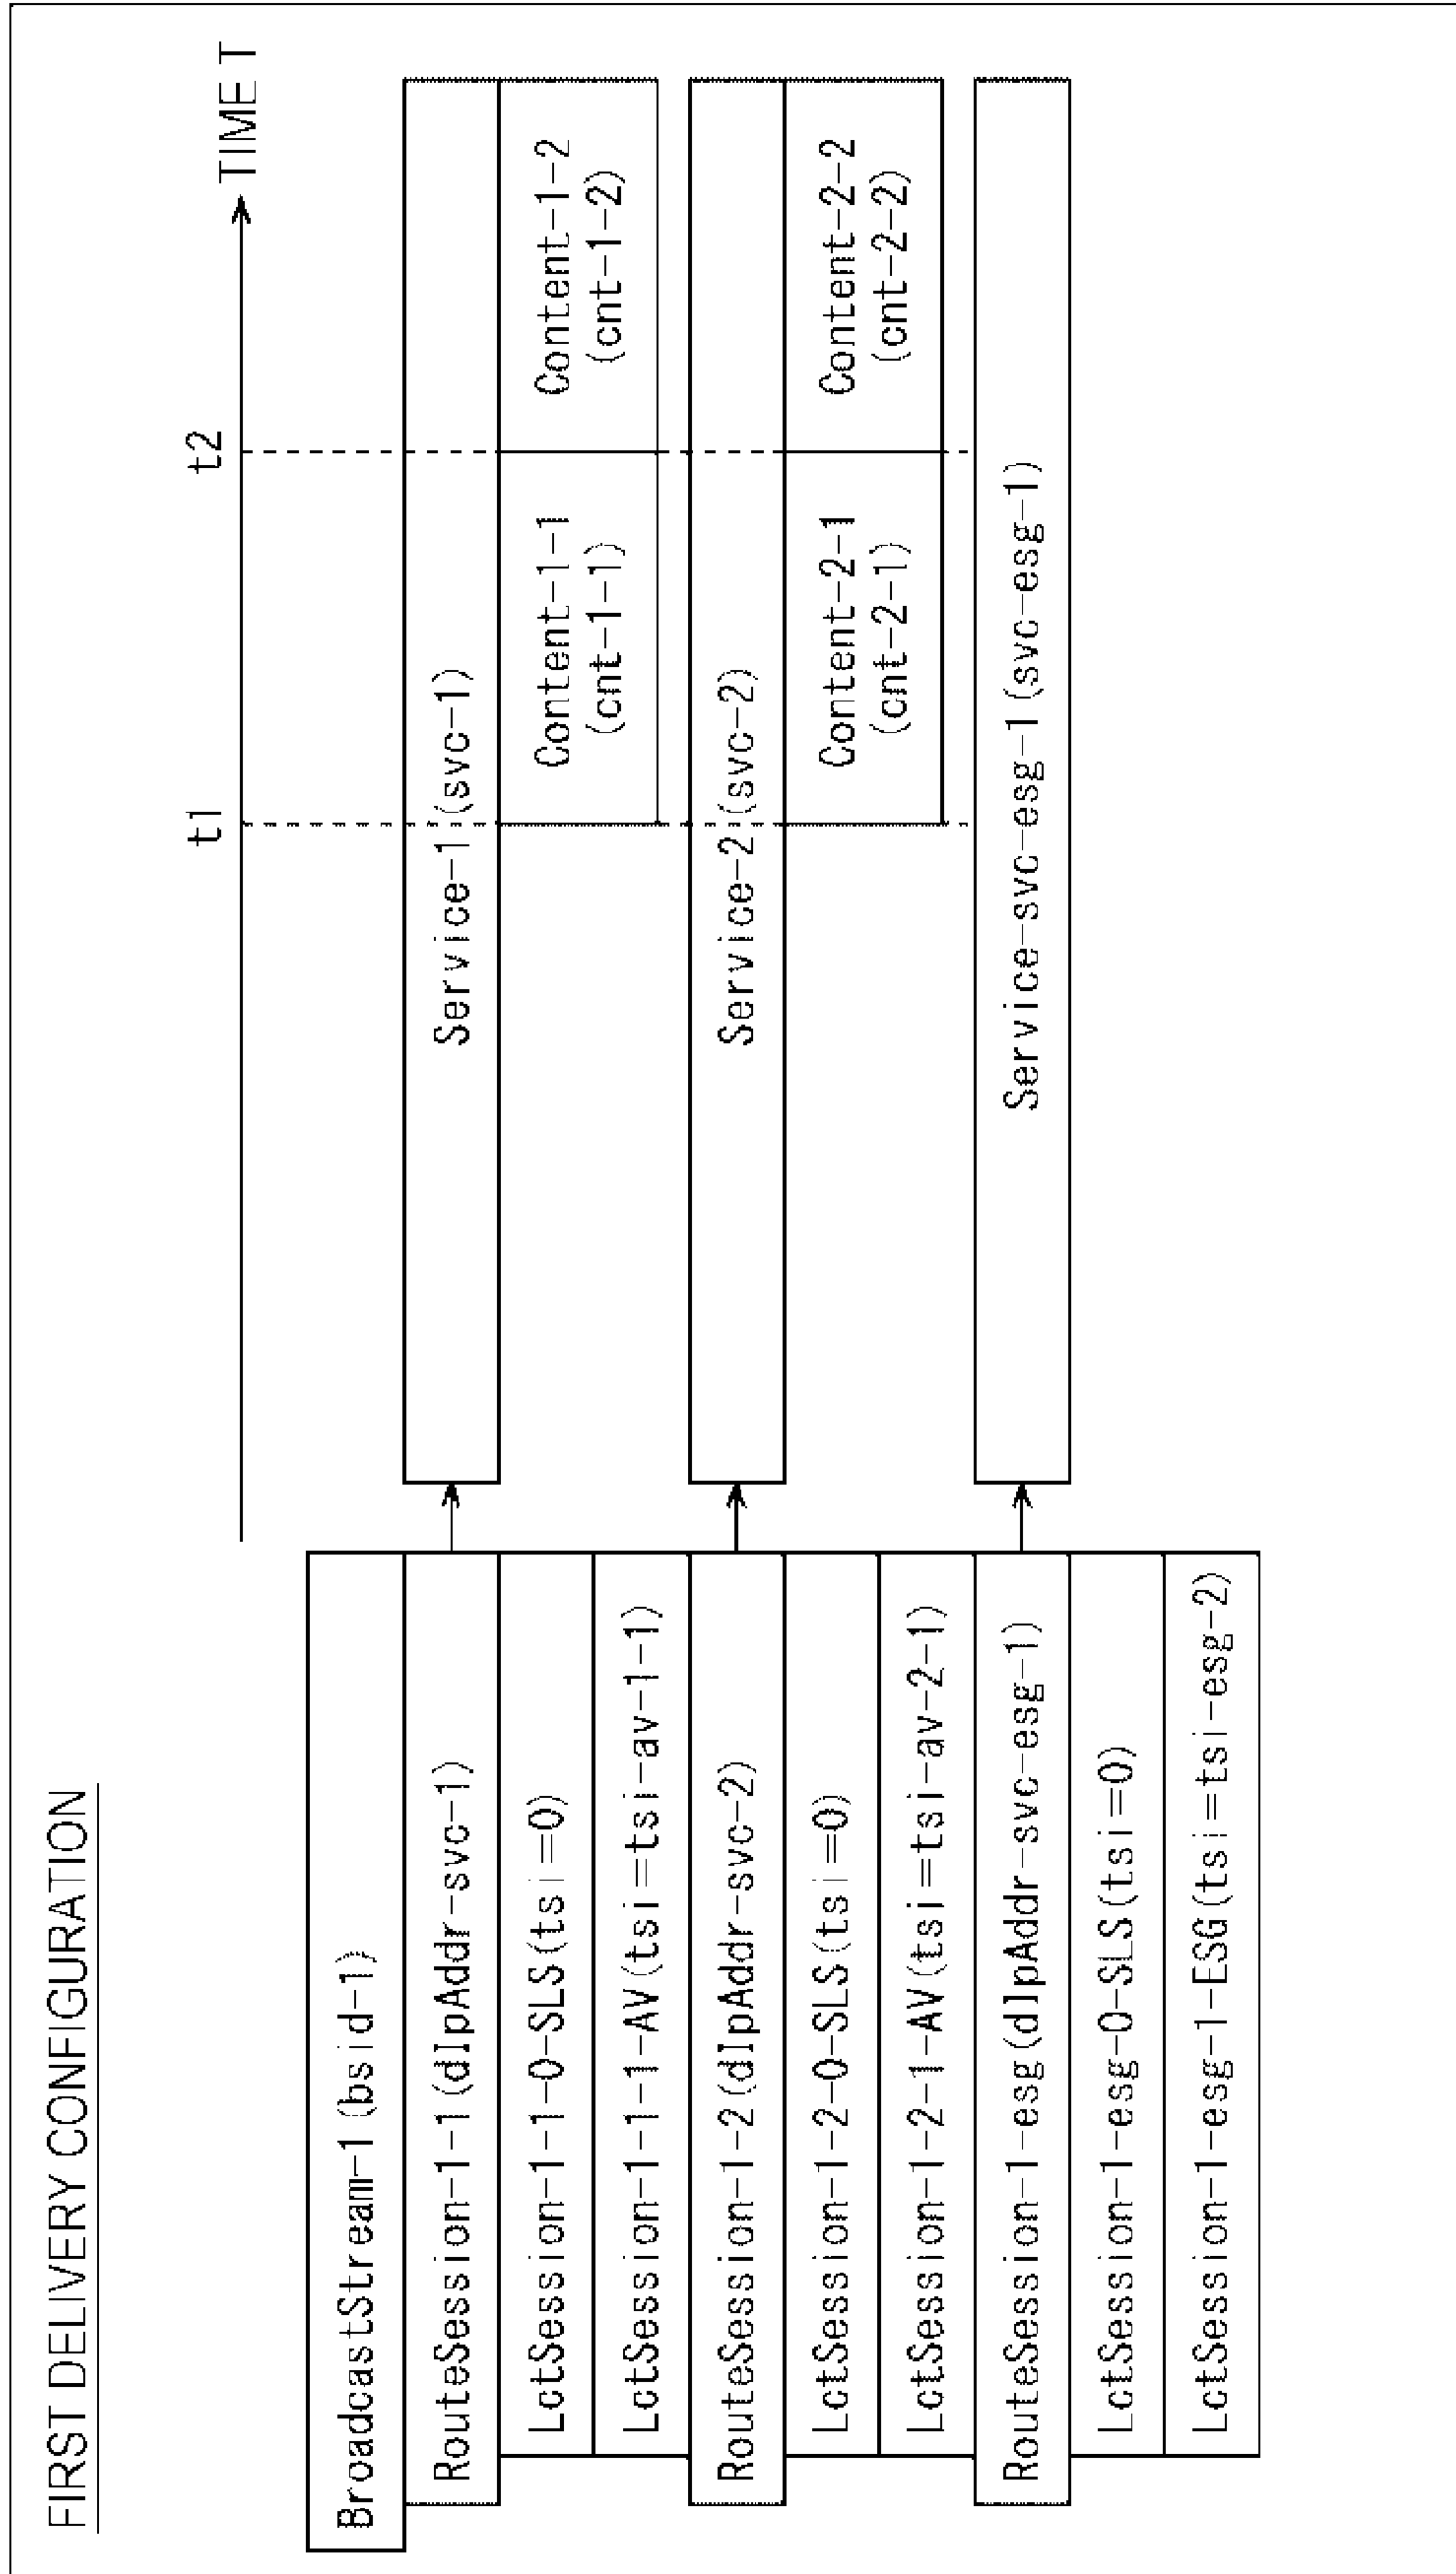 FIRST DELIVERY CONFIGURATION
TIME T
t1
t2
BroadcastStream-1(bsid-1)
RouteSession-1-1(dIpAddr-svc-1)
LctSession-1-1-0-SLS(tsi=0)
LctSession-1-1-1-AV(tsi=tsi-av-1-1)
RouteSession-1-2(dIpAddr-svc-2)
LctSession-1-2-0-SLS(tsi=0)
LctSession-1-2-1-AV(tsi=tsi-av-2-1)
RouteSession-1-esg(dIpAddr-svc-esg-1)
LctSession-1-esg-0-SLS(tsi=0)
LctSession-1-esg-1-ESG(tsi=tsi-esg-2)
Service-1(svc-1)
Content-1-1
(cnt-1-1)
Content-1-2
(cnt-1-2)
Service-2(svc-2)
Content-2-1
(cnt-2-1)
Content-2-2
(cnt-2-2)
Service-svc-esg-1(svc-esg-1)